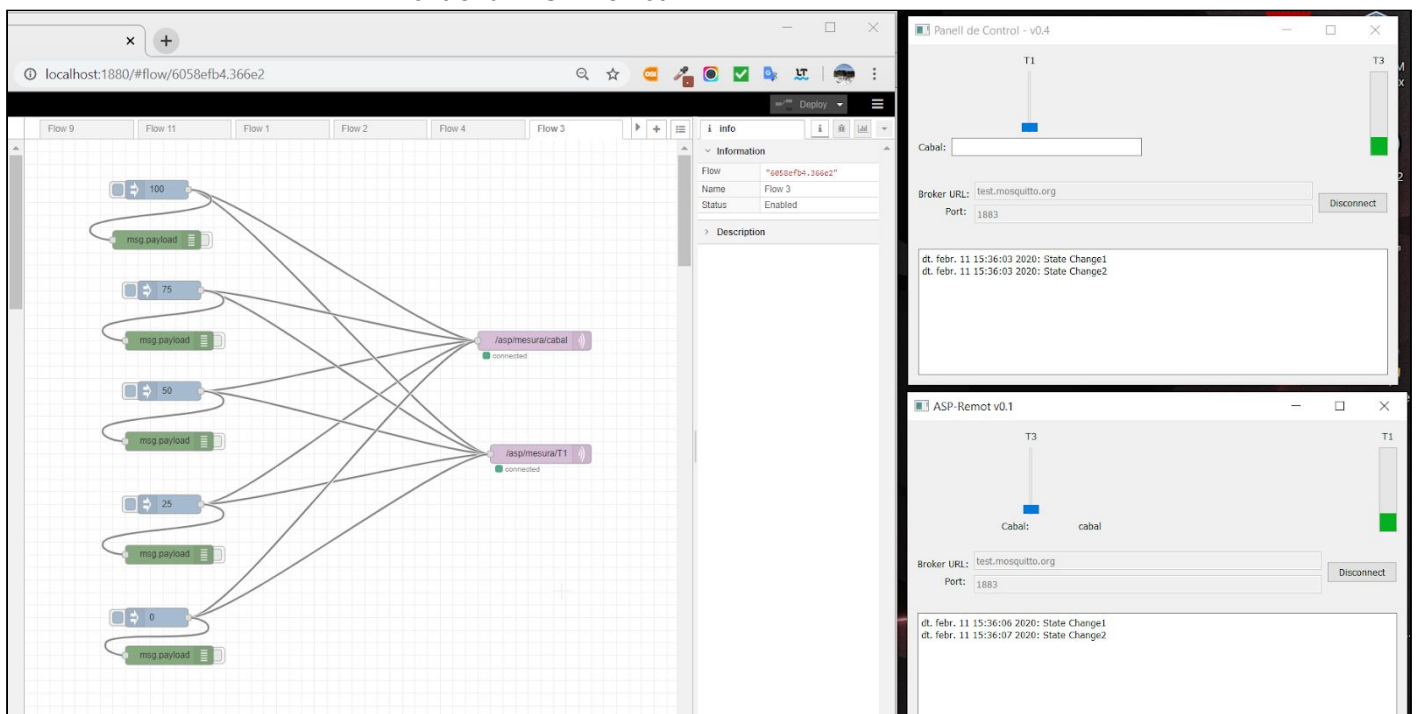 localhost:1880/#flow/6058efb4.366e2
Deploy
Flow 9
Flow 11
Flow 1
Flow 2
Flow 4
Flow 3
i info
Information
Flow "6058efb4.366e2"
Name Flow 3
Status Enabled
Description
100
msg.payload
75
msg.payload
/asp/mesura/cabal
connected
50
msg.payload
/asp/mesura/T1
connected
25
msg.payload
0
msg.payload
Panell de Control - v0.4
T1
T3
Cabal:
Broker URL: test.mosquitto.org
Port: 1883
Disconnect
dt. febr. 11 15:36:03 2020: State Change1
dt. febr. 11 15:36:03 2020: State Change2
ASP-Remot v0.1
T3
T1
Cabal: cabal
Broker URL: test.mosquitto.org
Port: 1883
Disconnect
dt. febr. 11 15:36:06 2020: State Change1
dt. febr. 11 15:36:07 2020: State Change2